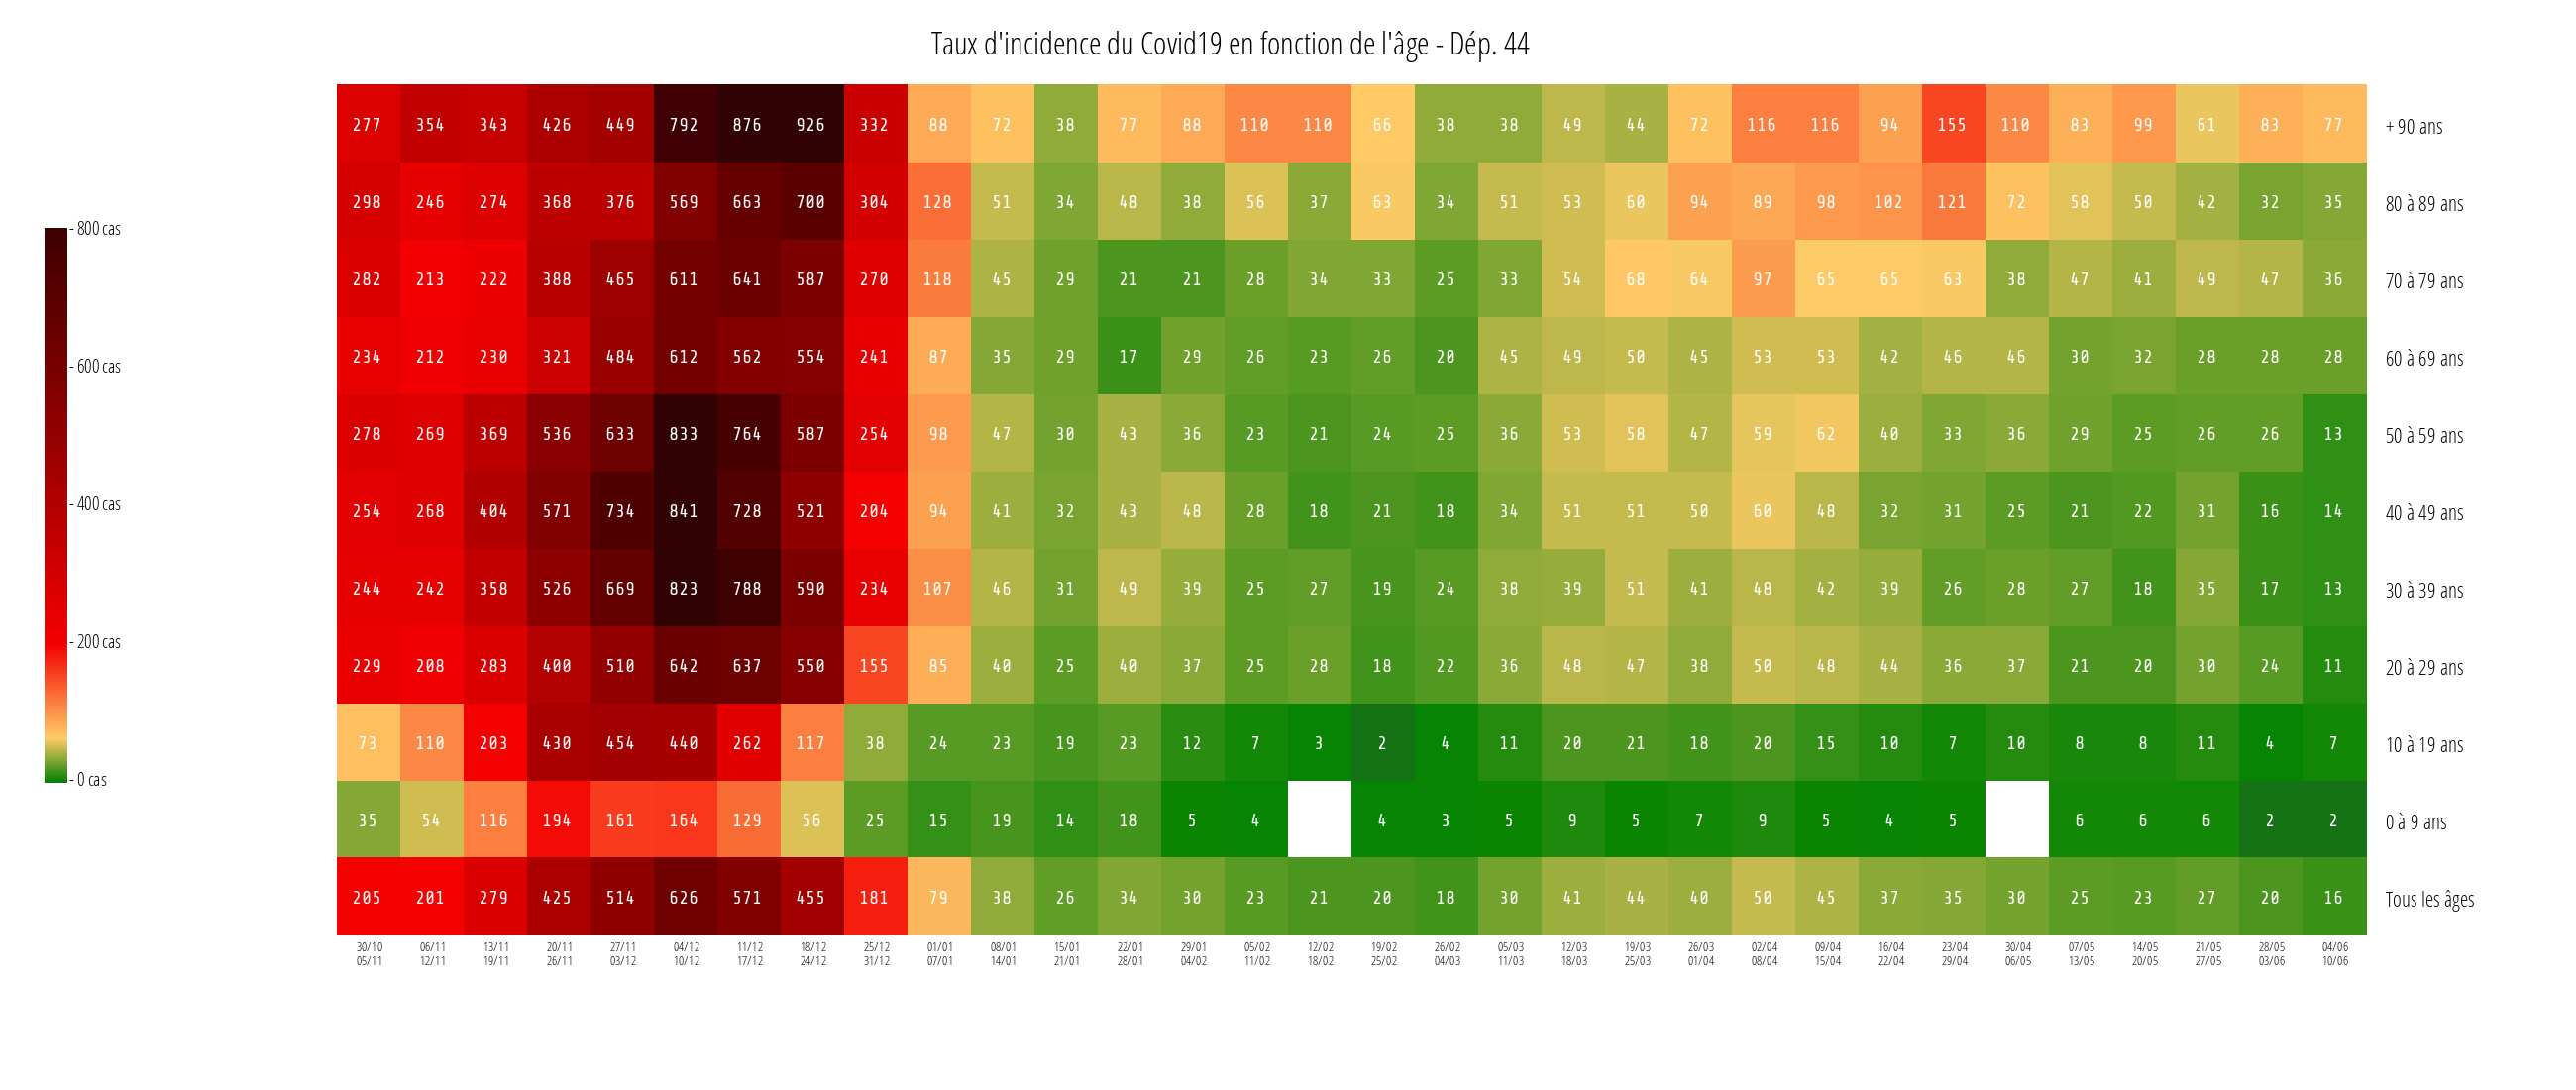 Taux d'incidence du Covid19 en fonction de l'âge - Dép. 44
- 800 cas
- 600 cas
- 400 cas
- 200 cas
- 0 cas
277 354 343 426 449 792 876 926 332 88 72 38 77 88 110 110 66 38 38 49 44 72 116 116 94 155 110 83 99 61 83 77 + 90 ans
298 246 274 368 376 569 663 700 304 128 51 34 48 38 56 37 63 34 51 53 60 94 89 98 102 121 72 58 50 42 32 35 80 à 89 ans
282 213 222 388 465 611 641 587 270 118 45 29 21 21 28 34 33 25 33 54 68 64 97 65 65 63 38 47 41 49 47 36 70 à 79 ans
234 212 230 321 484 612 562 554 241 87 35 29 17 29 26 23 26 20 45 49 50 45 53 53 42 46 46 30 32 28 28 28 60 à 69 ans
278 269 369 536 633 833 764 587 254 98 47 30 43 36 23 21 24 25 36 53 58 47 59 62 40 33 36 29 25 26 26 13 50 à 59 ans
254 268 404 571 734 841 728 521 204 94 41 32 43 48 28 18 21 18 34 51 51 50 60 48 32 31 25 21 22 31 16 14 40 à 49 ans
244 242 358 526 669 823 788 590 234 107 46 31 49 39 25 27 19 24 38 39 51 41 48 42 39 26 28 27 18 35 17 13 30 à 39 ans
229 208 283 400 510 642 637 550 155 85 40 25 40 37 25 28 18 22 36 48 47 38 50 48 44 36 37 21 20 30 24 11 20 à 29 ans
73 110 203 430 454 440 262 117 38 24 23 19 23 12 7 3 2 4 11 20 21 18 20 15 10 7 10 8 8 11 4 7 10 à 19 ans
35 54 116 194 161 164 129 56 25 15 19 14 18 5 4 4 3 5 9 5 7 9 5 4 5 6 6 6 2 2 0 à 9 ans
205 201 279 425 514 626 571 455 181 79 38 26 34 30 23 21 20 18 30 41 44 40 50 45 37 35 30 25 23 27 20 16 Tous les âges
30/10 06/11 13/11 20/11 27/11 04/12 11/12 18/12 25/12 01/01 08/01 15/01 22/01 29/01 05/02 12/02 19/02 26/02 05/03 12/03 19/03 26/03 02/04 09/04 16/04 23/04 30/04 07/05 14/05 21/05 28/05 04/06
05/11 12/11 19/11 26/11 03/12 10/12 17/12 24/12 31/12 07/01 14/01 21/01 28/01 04/02 11/02 18/02 25/02 04/03 11/03 18/03 25/03 01/04 08/04 15/04 22/04 29/04 06/05 13/05 20/05 27/05 03/06 10/06